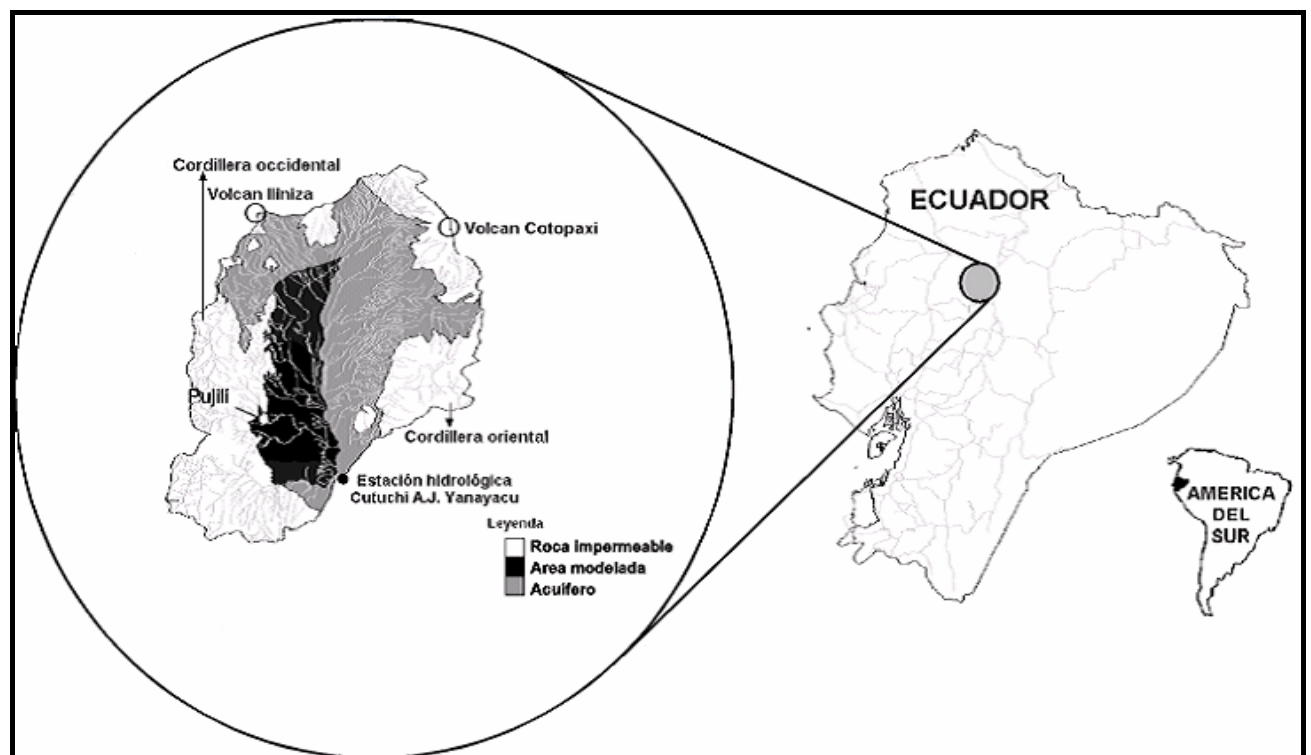 Cordillera occidental
Volcan Iliniza
Volcan Cotopaxi
Pujilí
Cordillera oriental
Estación hidrológica
Cutuchi A.J. Yanayacu
Leyenda
Roca impermeable
Area modelada
Acuífero
ECUADOR
AMERICA
DEL
SUR